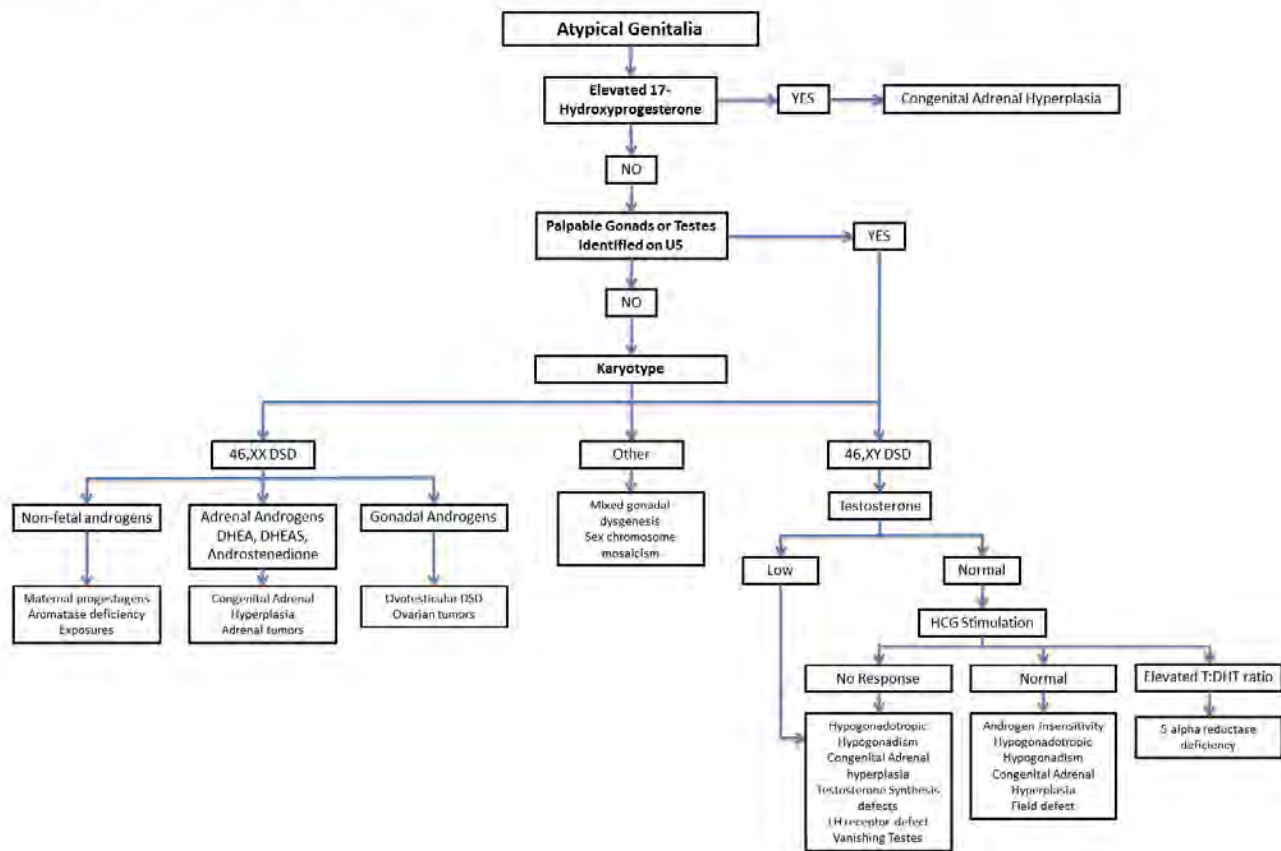 Atypical Genitalia
Elevated 17-
Hydroxyprogesterone
YES
Congenital Adrenal Hyperplasia
NO
Palpable Gonads or Testes
Identified on US
YES
NO
Karyotype
46,XX DSD
Other
46,XY DSD
Non-fetal androgens
Adrenal Androgens
DHEA, DHEAS,
Androstenedione
Gonadal Androgens
Mixed gonadal
dysgenesis
Sex chromosome
mosaicism
Testosterone
Low
Normal
Maternal progestagens
Aromatase deficiency
Exposures
Congenital Adrenal
Hyperplasia
Adrenal tumors
Ovotesticular DSD
Ovarian tumors
HCG Stimulation
No Response
Normal
Elevated T:DHT ratio
Hypogonadotropic
Hypogonadism
Congenital Adrenal
hyperplasia
Testosterone Synthesis
defects
LH receptor defect
Vanishing Testes
Androgen insensitivity
Hypogonadotropic
Hypogonadism
Congenital Adrenal
Hyperplasia
Field defect
5 alpha reductase
deficiency